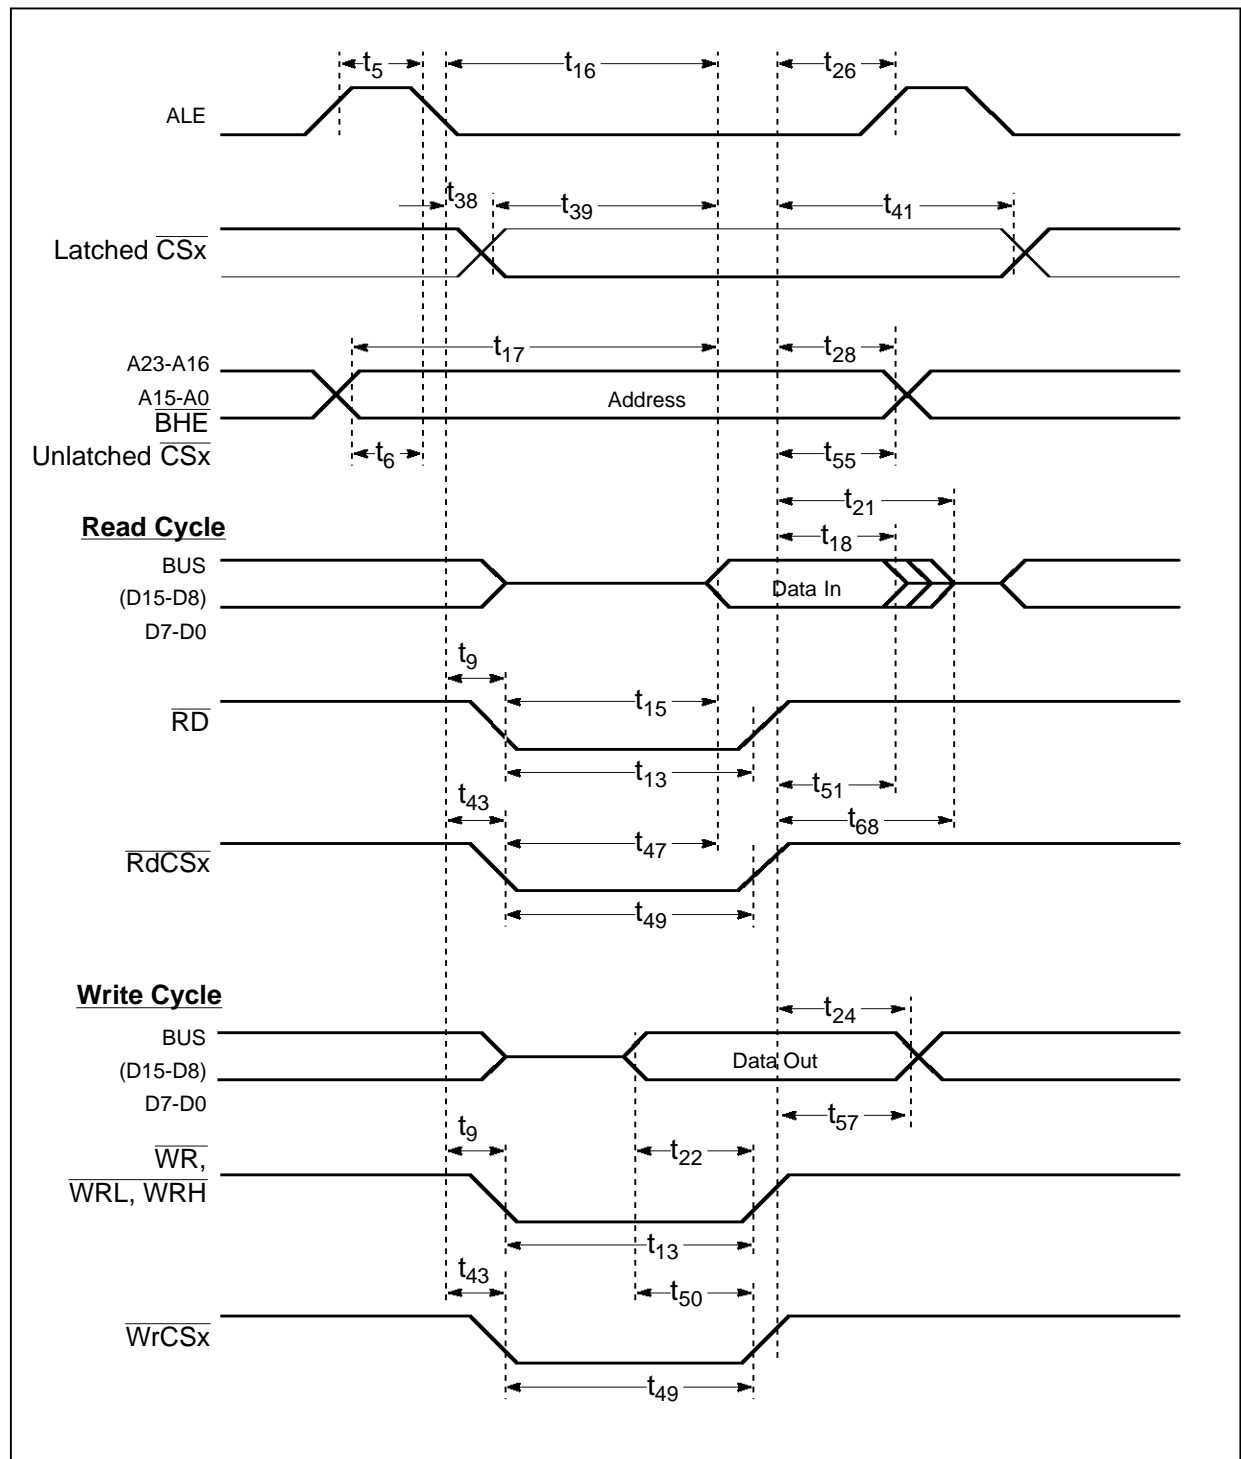 t5 t16 t26
ALE
t38 t39 t41
Latched CSx
t17 t28
A23-A16
A15-A0 Address
BHE
Unlatched CSx t6 t55
t21
Read Cycle
t18
BUS
(D15-D8) Data In
D7-D0
t9
t15
RD
t13 t51
t43 t68
t47
RdCSx
t49
Write Cycle
t24
BUS
(D15-D8) Data Out
D7-D0
t57
t9 t22
WR,
WRL, WRH
t13
t43 t50
WrCSx
t49